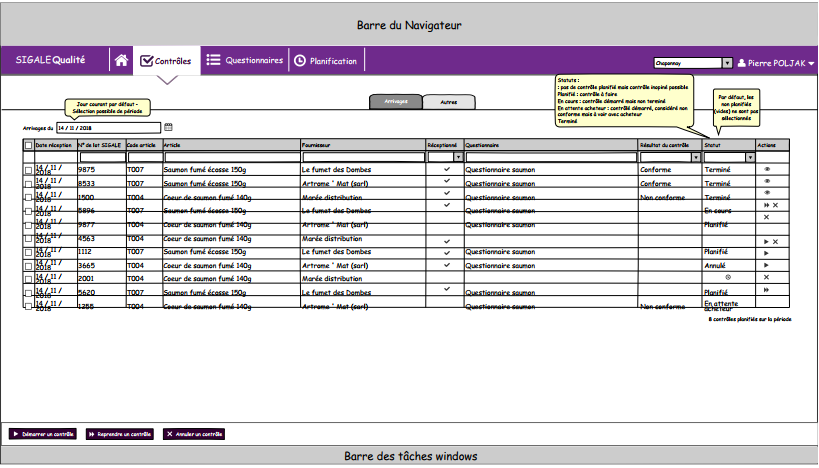 Barre du Navigateur
SIGALE Qualité Contrôles Questionnaires Planification Chaponnay Pierre POLJAK
Statuts :
: pas de contrôle planifié mais contrôle inopiné possible
Planifié : contrôle à faire
En cours : contrôle démarré mais non terminé
En attente acheteur : contrôle démarré, considéré non
conforme mais à voir avec acheteur
Terminé
Jour courant par défaut -
Sélection possible de période
Par défaut, les
non planifiés
(vides) ne sont pas
sélectionnés
Arrivages Autres
Arrivages du 14 / 11 / 2018
Date réception N° de lot SIGALE Code article Article Fournisseur Réceptionné Questionnaire Résultat du contrôle Statut Actions
14 / 11 / 2018 9875 T007 Saumon fumé écosse 150g Le fumet des Dombes Questionnaire saumon Conforme Terminé
14 / 11 / 2018 8533 T007 Saumon fumé écosse 150g Artrome ' Mat (sarl) Questionnaire saumon Conforme Terminé
14 / 11 / 2018 1500 T004 Coeur de saumon fumé 140g Marée distribution Questionnaire saumon Non conforme Terminé
14 / 11 / 2018 5896 T007 Saumon fumé écosse 150g Le fumet des Dombes Questionnaire saumon En cours
14 / 11 / 2018 9877 T004 Coeur de saumon fumé 140g Artrome ' Mat (sarl) Questionnaire saumon Planifié
14 / 11 / 2018 4563 T004 Coeur de saumon fumé 140g Marée distribution
14 / 11 / 2018 1112 T007 Saumon fumé écosse 150g Le fumet des Dombes Questionnaire saumon Planifié
14 / 11 / 2018 3665 T004 Coeur de saumon fumé 140g Artrome ' Mat (sarl) Questionnaire saumon Annulé
14 / 11 / 2018 2001 T004 Coeur de saumon fumé 140g Marée distribution
14 / 11 / 2018 5620 T007 Saumon fumé écosse 150g Le fumet des Dombes Questionnaire saumon Planifié
14 / 11 / 2018 1255 T004 Coeur de saumon fumé 140g Artrome ' Mat (sarl) Questionnaire saumon Non conforme En attente acheteur
8 contrôles planifiés sur la période
Démarrer un contrôle Reprendre un contrôle Annuler un contrôle
Barre des tâches windows